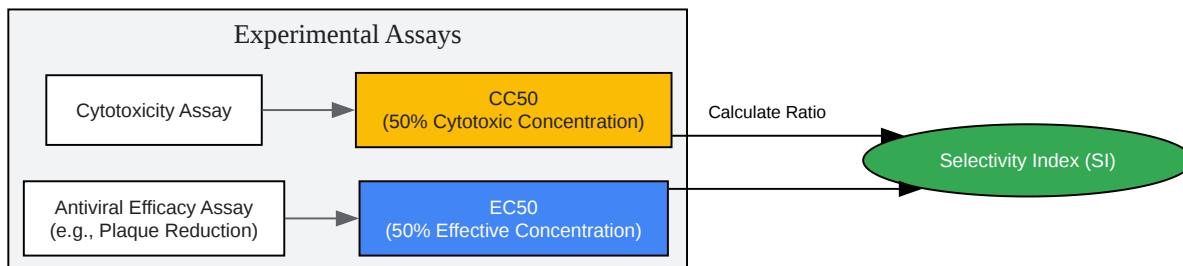 Experimental Assays
Cytotoxicity Assay
CC50
(50% Cytotoxic Concentration)
Calculate Ratio
Selectivity Index (SI)
Antiviral Efficacy Assay
(e.g., Plaque Reduction)
EC50
(50% Effective Concentration)